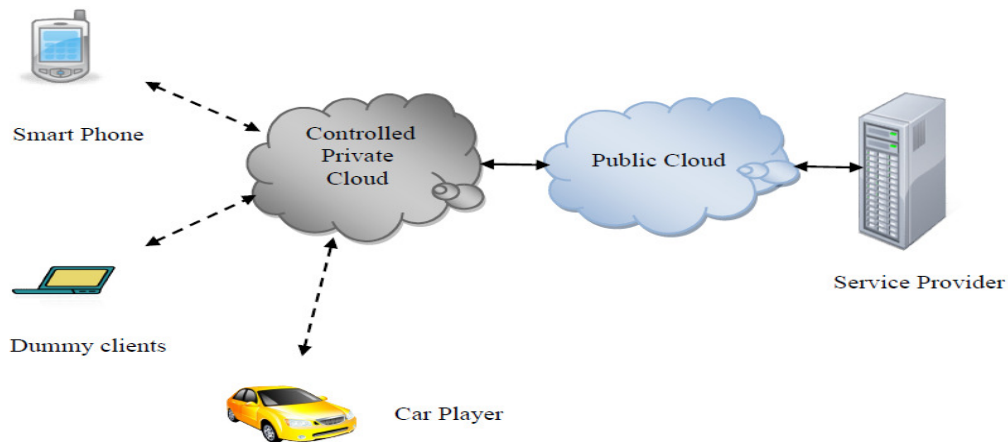 Smart Phone
Controlled
Private
Cloud
Public Cloud
Service Provider
Dummy clients
Car Player